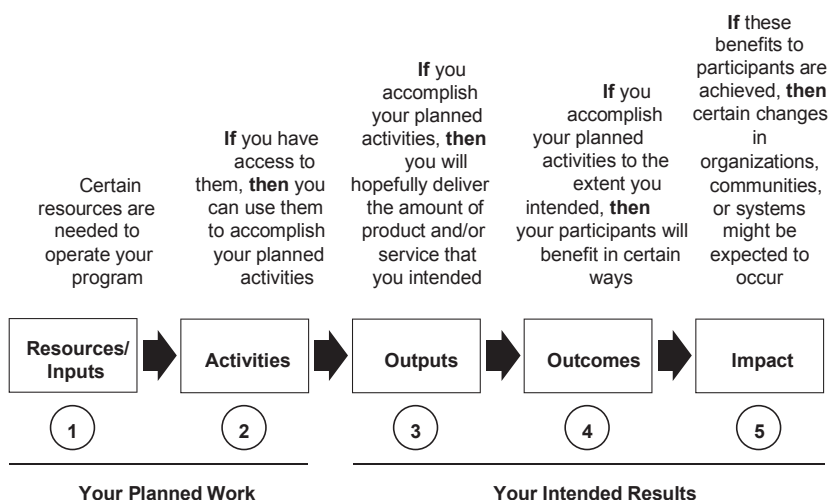 Certain
resources are
needed to
operate your
program
If you have
access to
them, then you
can use them
to accomplish
your planned
activities
If you
accomplish
your planned
activities, then
you will
hopefully deliver
the amount of
product and/or
service that
you intended
If you
accomplish
your planned
activities to the
extent you
intended, then
your participants will
benefit in certain
ways
If these
benefits to
participants are
achieved, then
certain changes
in
organizations,
communities,
or systems
might be
expected to
occur
Resources/
Inputs
Activities
Outputs
Outcomes
Impact
1
2
3
4
5
Your Planned Work
Your Intended Results